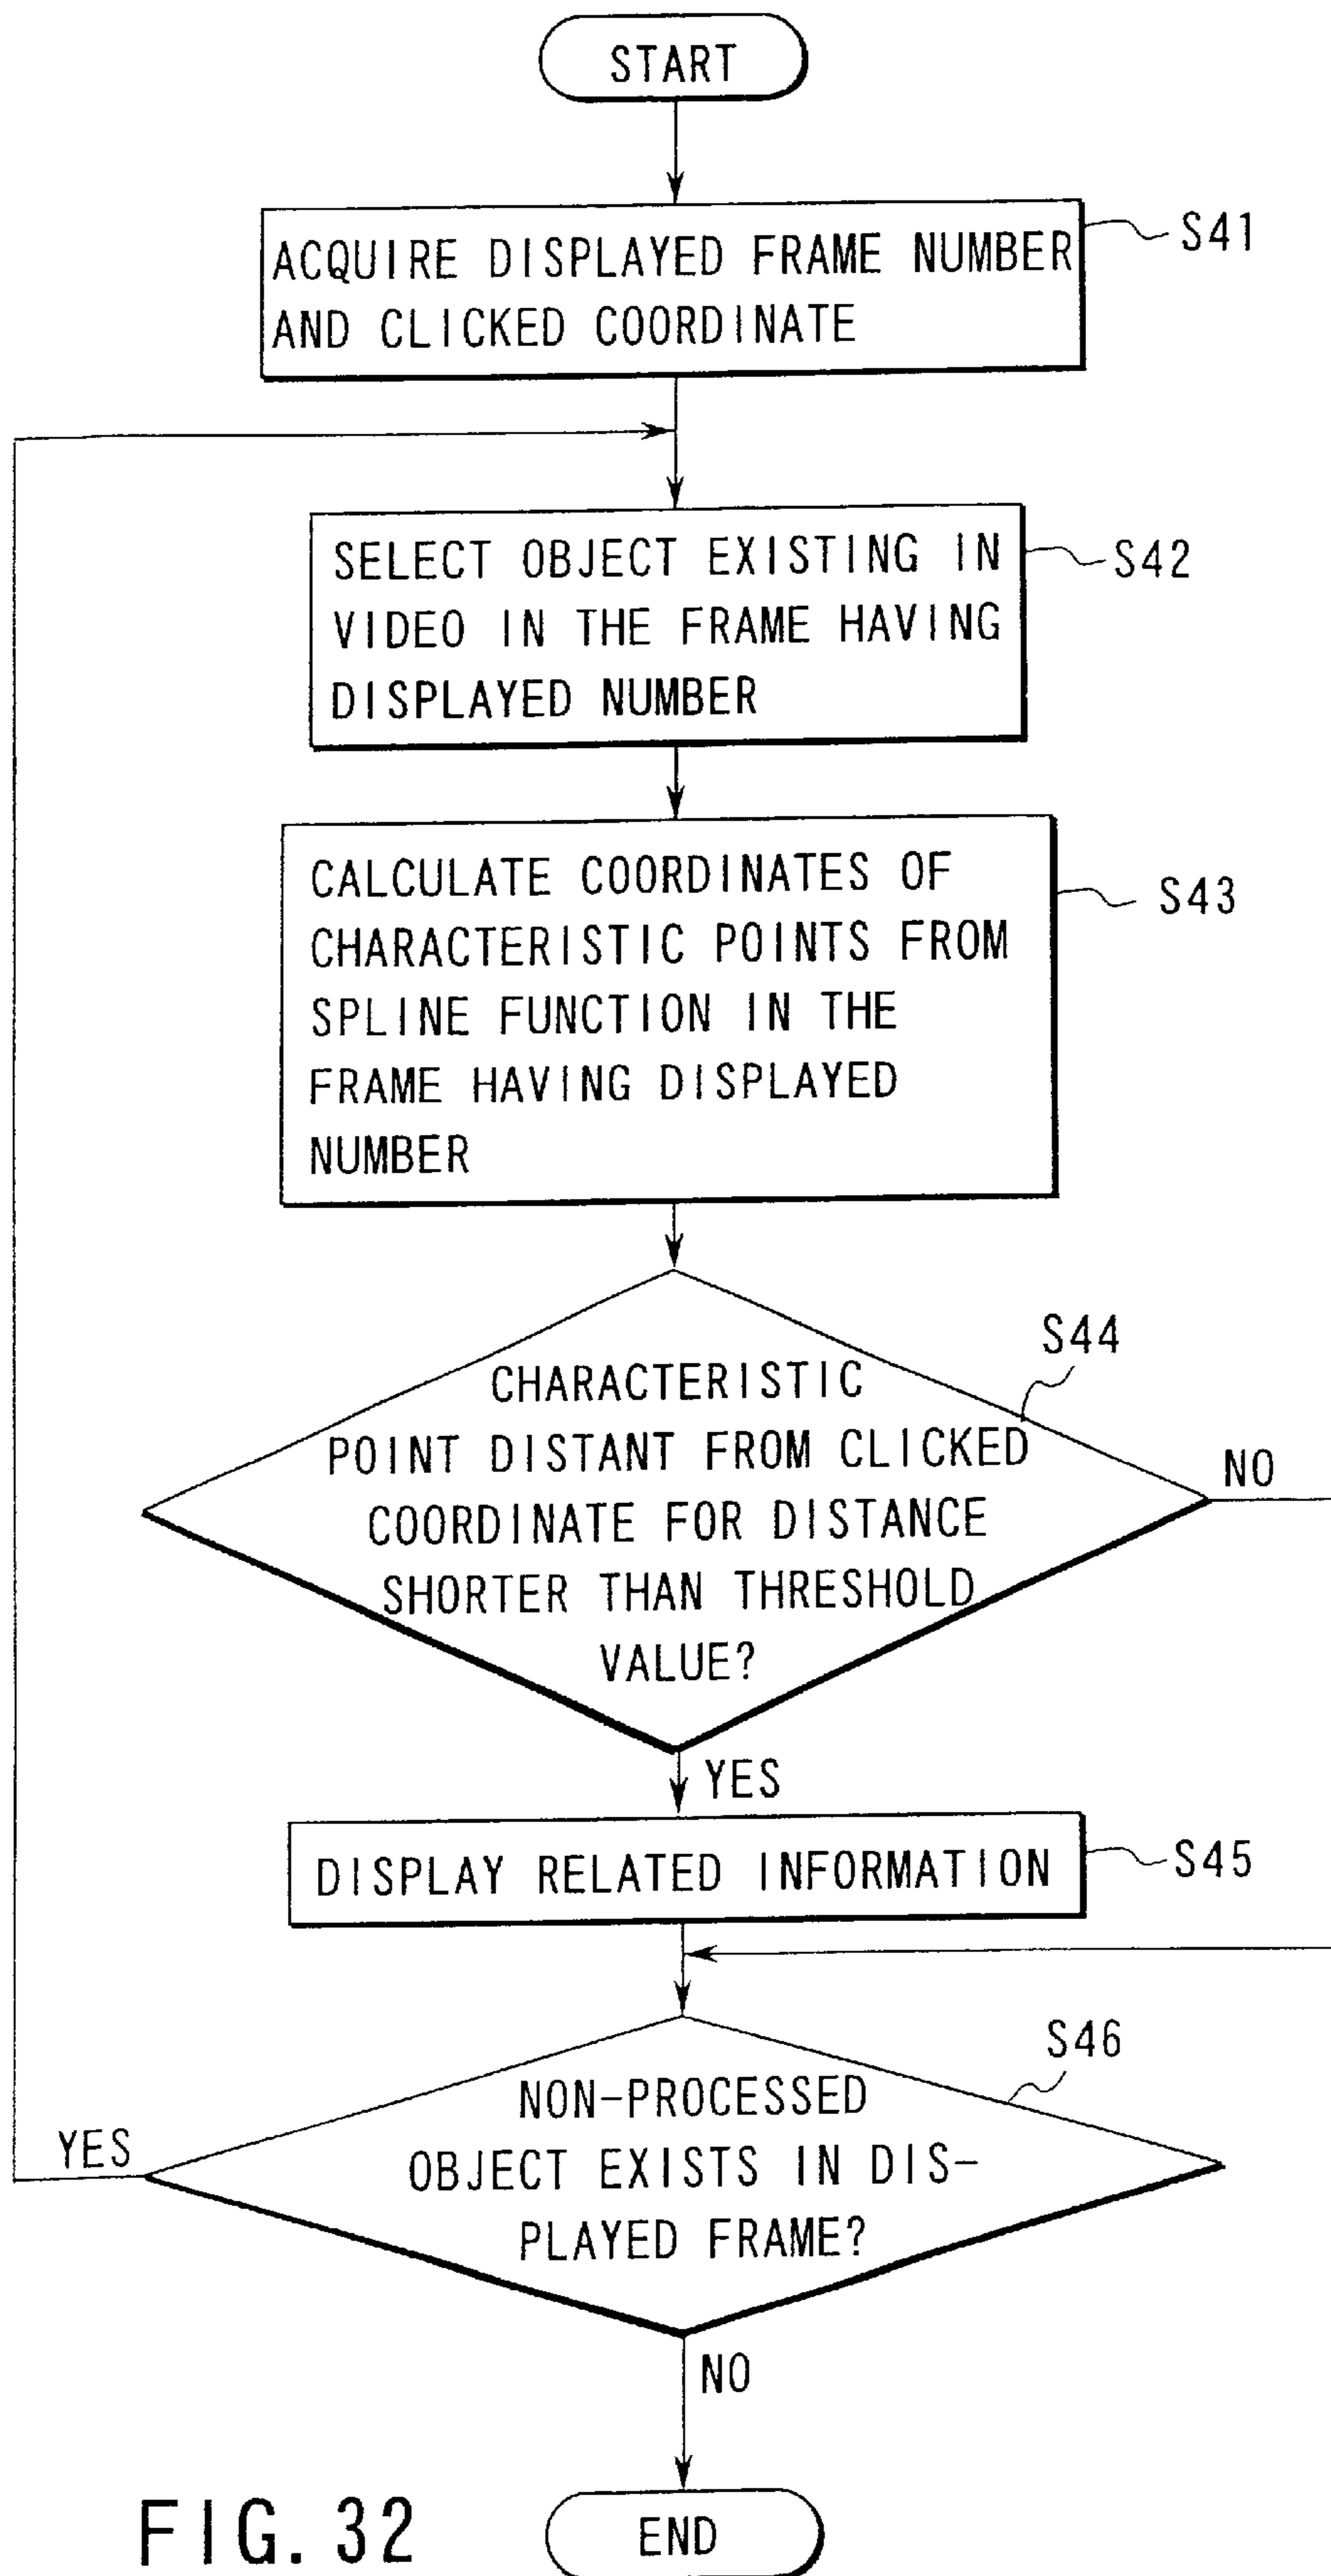 START
ACQUIRE DISPLAYED FRAME NUMBER
AND CLICKED COORDINATE
S41
SELECT OBJECT EXISTING IN
VIDEO IN THE FRAME HAVING
DISPLAYED NUMBER
S42
CALCULATE COORDINATES OF
CHARACTERISTIC POINTS FROM
SPLINE FUNCTION IN THE
FRAME HAVING DISPLAYED
NUMBER
S43
S44
CHARACTERISTIC
POINT DISTANT FROM CLICKED
COORDINATE FOR DISTANCE
SHORTER THAN THRESHOLD
VALUE?
NO
YES
DISPLAY RELATED INFORMATION
S45
S46
NON-PROCESSED
OBJECT EXISTS IN DIS-
PLAYED FRAME?
YES
NO
END
FIG. 32